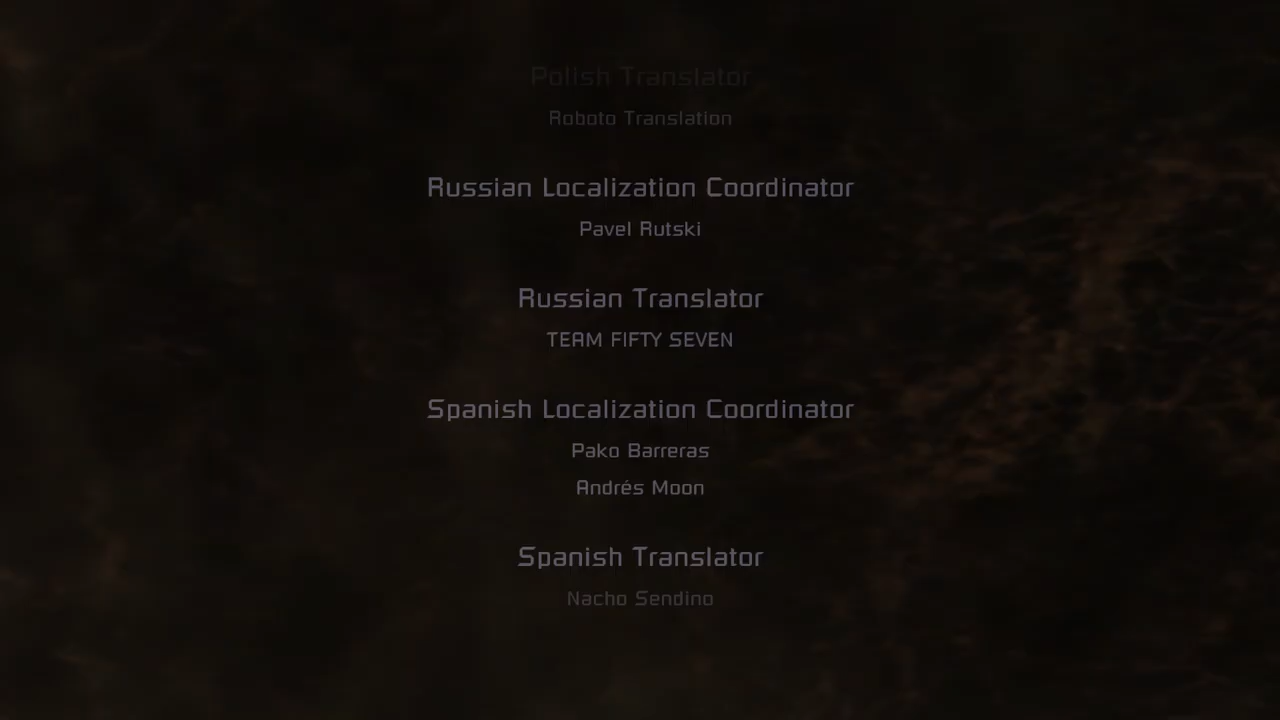 Polish Translator
Roboto Translation
Russian Localization Coordinator
Pavel Rutski
Russian Translator
TEAM FIFTY SEVEN
Spanish Localization Coordinator
Pako Barreras
Andrés Moon
Spanish Translator
Nacho Sendino